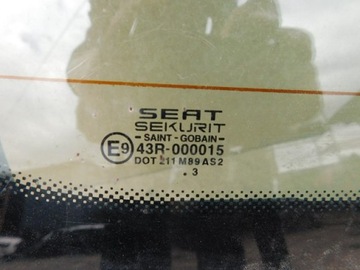 SEAT
SEKURIT
- SAINT - GOBAIN -
E9 43R-000015
DOT 211 M89 AS2
. 3